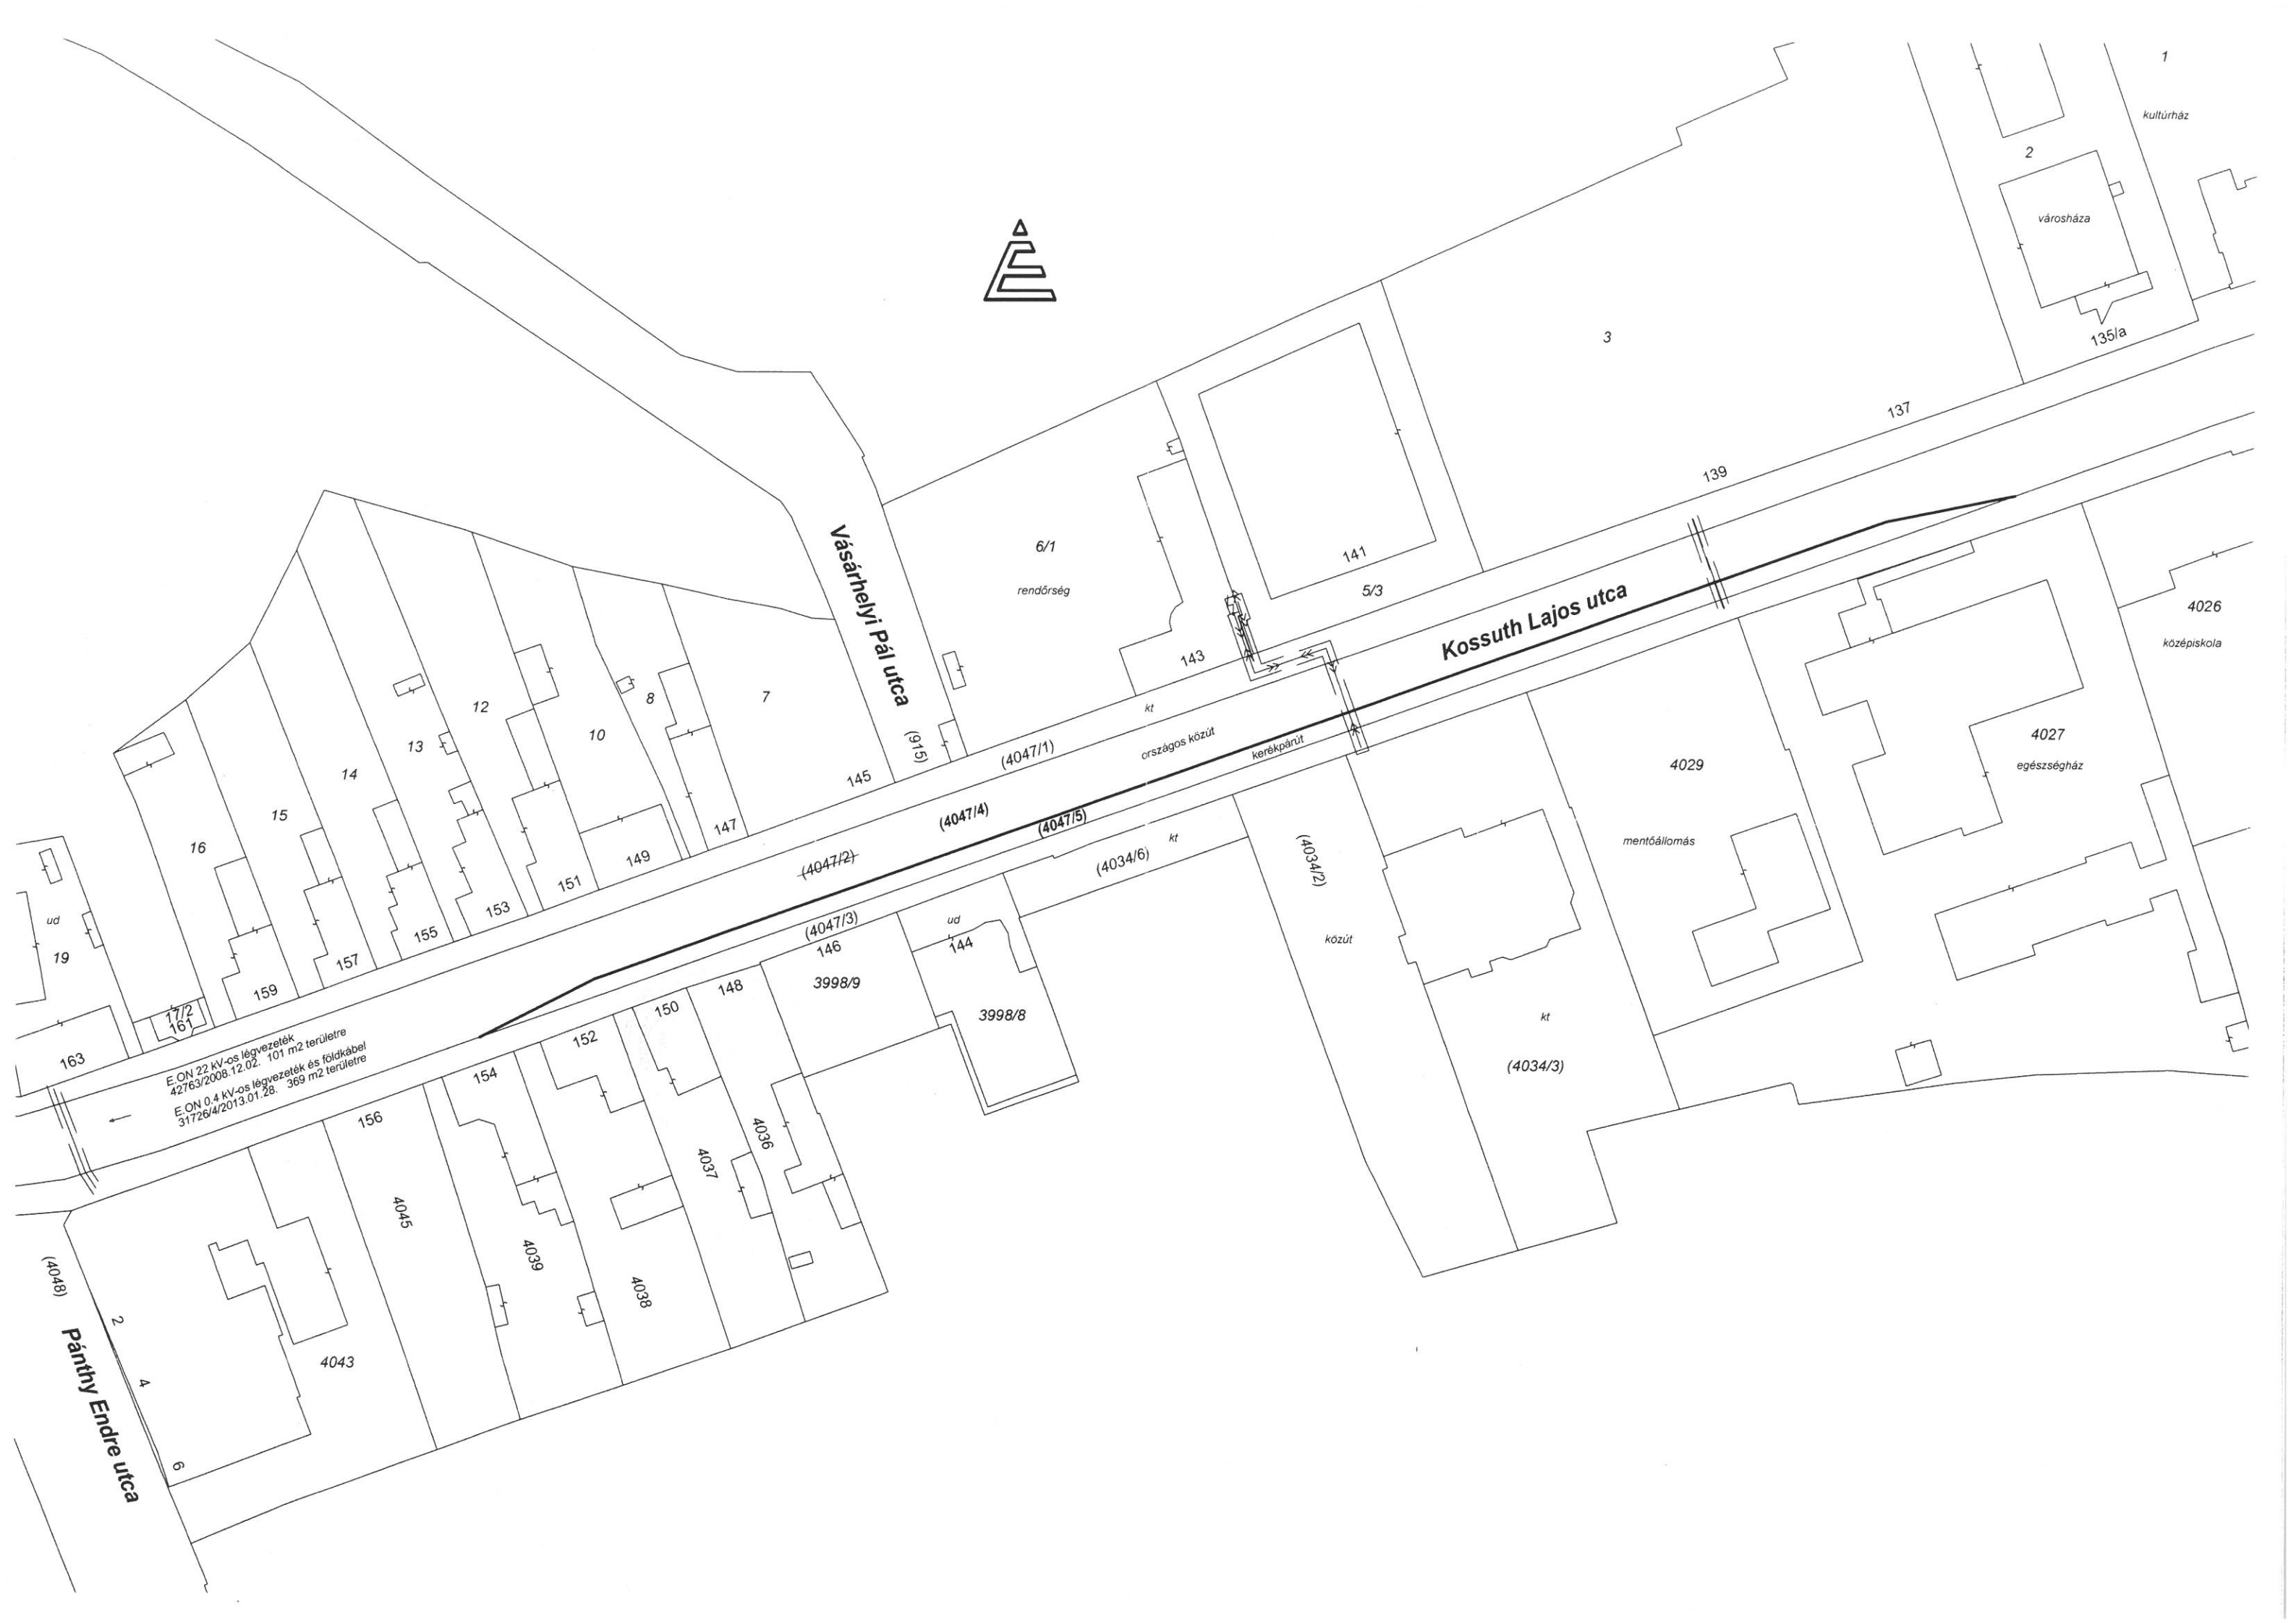 1
kultúrház
2
városháza
135/a
3
137
139
É
6/1
rendőrség
141
5/3
143
Vásárhelyi Pál utca
(915)
Kossuth Lajos utca
4026
középiskola
4027
egészségház
4029
mentőállomás
kt
országos közút
kerékpárút
(4047/1)
(4047/4)
(4047/5)
(4047/2)
(4047/3)
7
8
10
12
13
14
15
16
145
147
149
151
153
155
157
159
17/2
161
163
ud
19
E.ON 22 kV-os légvezeték
42763/2008.12.02. 101 m2 területre
E.ON 0.4 kV-os légvezeték és földkábel
31726/4/2013.01.28. 369 m2 területre
kt
(4034/6)
(4034/2)
közút
kt
(4034/3)
ud
144
3998/8
146
3998/9
148
150
152
154
156
4036
4037
4038
4039
4045
4043
(4048)
2
4
6
Pánthy Endre utca